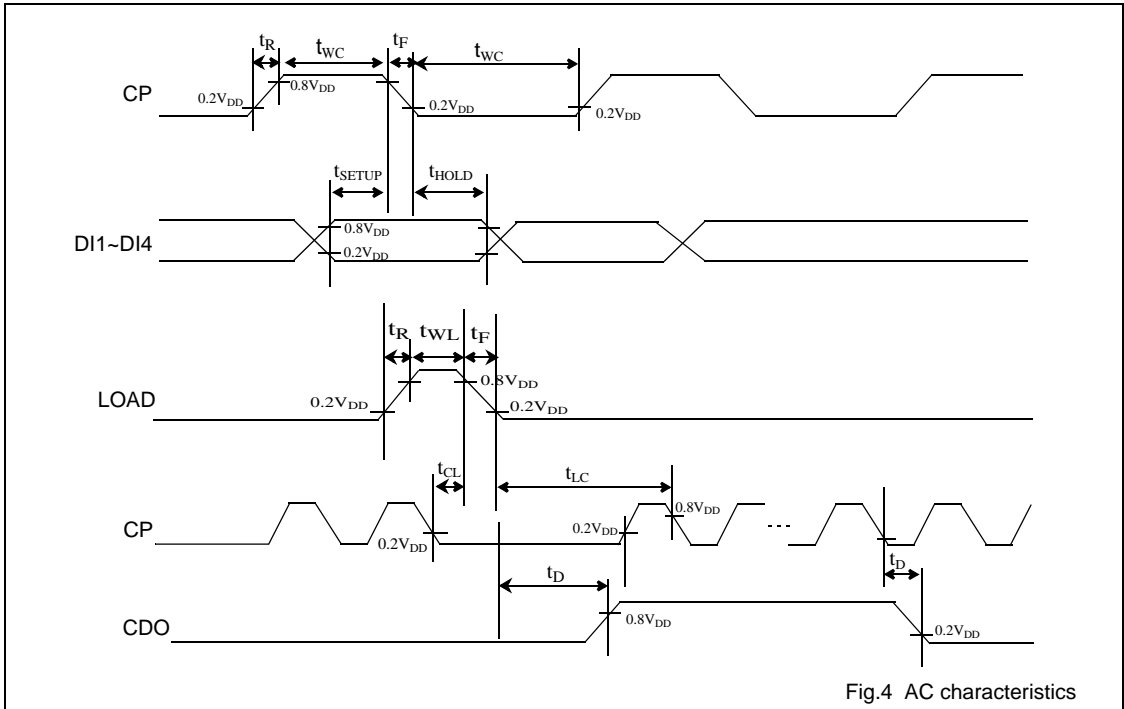 tR tWC tF tWC
CP 0.2VDD 0.8VDD 0.2VDD 0.2VDD
tSETUP tHOLD
DI1~DI4 0.8VDD
0.2VDD
tR tWL tF
LOAD 0.2VDD 0.8VDD 0.2VDD
tCL tLC
CP 0.2VDD 0.2VDD 0.8VDD
tD tD
CDO 0.8VDD 0.2VDD
Fig.4 AC characteristics